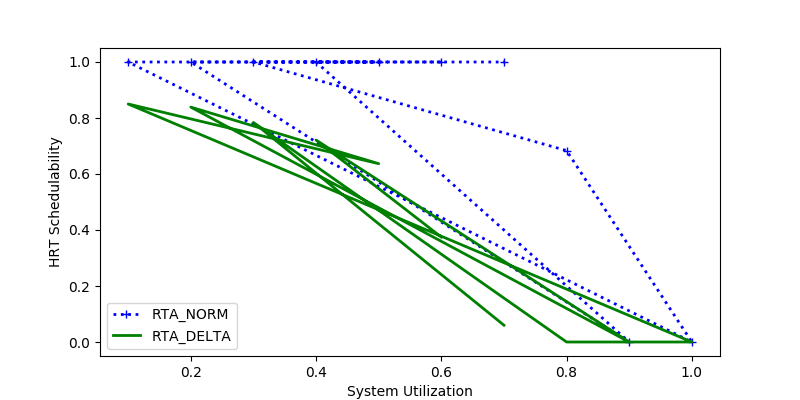 HRT Schedulability
1.0
0.8
0.6
0.4
0.2
0.0
RTA_NORM
RTA_DELTA
0.2 0.4 0.6 0.8 1.0
System Utilization